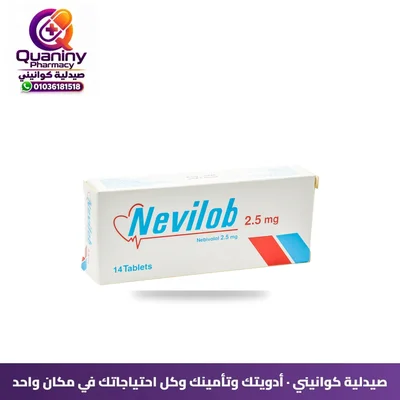 Quaniny
Pharmacy
صيدلية كوانيني
01036181518
Nevilob 2.5 mg
Nebivolol 2.5 mg
14 Tablets
صيدلية كوانيني - أدويتك وتأمينك وكل احتياجاتك في مكان واحد